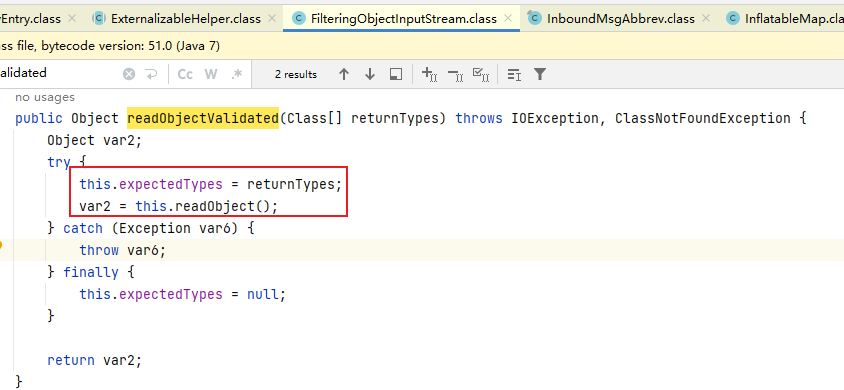 yEntry.class × ExternalizableHelper.class × FilteringObjectInputStream.class × InboundMsgAbbrev.class × InflatableMap.cla
ss file, bytecode version: 51.0 (Java 7)
alidated Cc W .* 2 results
no usages
public Object readObjectValidated(Class[] returnTypes) throws IOException, ClassNotFoundException {
Object var2;
try {
this.expectedTypes = returnTypes;
var2 = this.readObject();
} catch (Exception var6) {
throw var6;
} finally {
this.expectedTypes = null;
}
return var2;
}